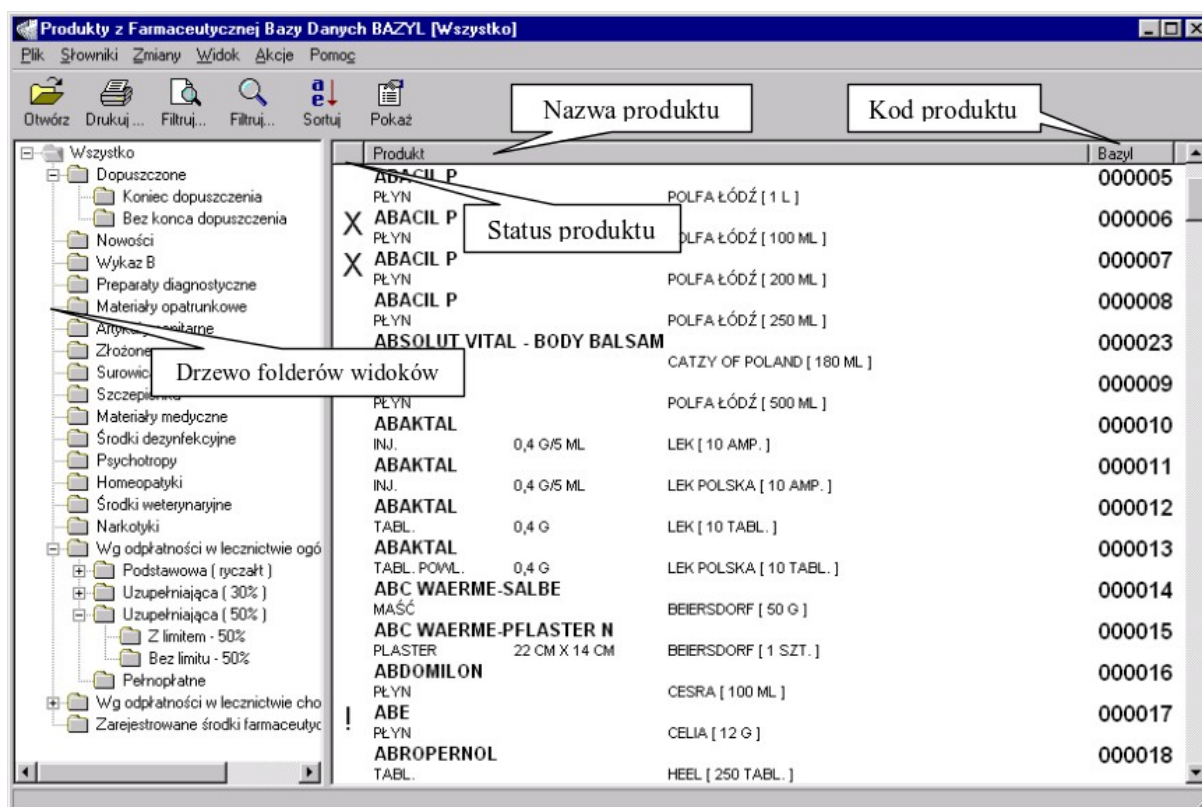 Produkty z Farmaceutycznej Bazy Danych BAZYL [Wszystko]
Plik Słowniki Zmiany Widok Akcje Pomoc
Otwórz Drukuj ... Filtruj... Filtruj... Sortuj Pokaż
Nazwa produktu
Kod produktu
Status produktu
Drzewo folderów widoków
Wszystko
Dopuszczone
Koniec dopuszczenia
Bez konca dopuszczenia
Nowości
Wykaz B
Preparaty diagnostyczne
Materiały opatrunkowe
Artykuły sanitarne
Złożone
Surowic
Szczepionki
Materiały medyczne
Środki dezynfekcyjne
Psychotropy
Homeopatyki
Środki weterynaryjne
Narkotyki
Wg odpłatności w lecznictwie ogó
Podstawowa ( ryczałt )
Uzupełniająca ( 30% )
Uzupełniająca ( 50% )
Z limitem - 50%
Bez limitu - 50%
Pełnopłatne
Wg odpłatności w lecznictwie cho
Zarejestrowane środki farmaceutyc
Produkt Bazyl
ABACIL P 000005
PŁYN POLFA ŁÓDŹ [ 1 L ]
X ABACIL P 000006
PŁYN POLFA ŁÓDŹ [ 100 ML ]
X ABACIL P 000007
PŁYN POLFA ŁÓDŹ [ 200 ML ]
ABACIL P 000008
PŁYN POLFA ŁÓDŹ [ 250 ML ]
ABSOLUT VITAL - BODY BALSAM 000023
CATZY OF POLAND [ 180 ML ]
000009
PŁYN POLFA ŁÓDŹ [ 500 ML ]
ABAKTAL 000010
INJ. 0,4 G/5 ML LEK [ 10 AMP. ]
ABAKTAL 000011
INJ. 0,4 G/5 ML LEK POLSKA [ 10 AMP. ]
ABAKTAL 000012
TABL. 0,4 G LEK [ 10 TABL. ]
ABAKTAL 000013
TABL. POWL. 0,4 G LEK POLSKA [ 10 TABL. ]
ABC WAERME-SALBE 000014
MAŚĆ BEIERSDORF [ 50 G ]
ABC WAERME-PFLASTER N 000015
PLASTER 22 CM X 14 CM BEIERSDORF [ 1 SZT. ]
ABDOMILON 000016
PŁYN CESRA [ 100 ML ]
! ABE 000017
PŁYN CELIA [ 12 G ]
ABROPERNOL 000018
TABL. HEEL [ 250 TABL. ]